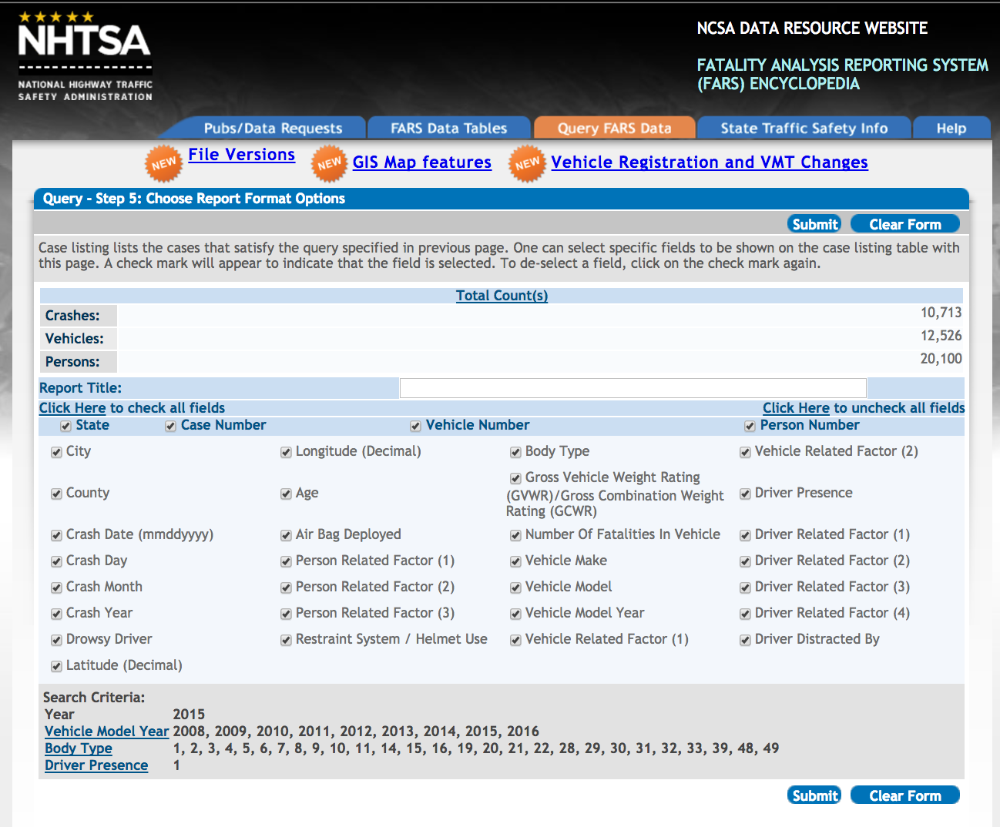 NHTSA
NATIONAL HIGHWAY TRAFFIC
SAFETY ADMINISTRATION
NCSA DATA RESOURCE WEBSITE
FATALITY ANALYSIS REPORTING SYSTEM
(FARS) ENCYCLOPEDIA
Pubs/Data Requests FARS Data Tables Query FARS Data State Traffic Safety Info Help
NEW File Versions NEW GIS Map features NEW Vehicle Registration and VMT Changes
Query - Step 5: Choose Report Format Options
Submit Clear Form
Case listing lists the cases that satisfy the query specified in previous page. One can select specific fields to be shown on the case listing table with
this page. A check mark will appear to indicate that the field is selected. To de-select a field, click on the check mark again.
Total Count(s)
Crashes: 10,713
Vehicles: 12,526
Persons: 20,100
Report Title:
Click Here to check all fields Click Here to uncheck all fields
State Case Number Vehicle Number Person Number
City Longitude (Decimal) Body Type Vehicle Related Factor (2)
County Age Gross Vehicle Weight Rating
(GVWR)/Gross Combination Weight
Rating (GCWR) Driver Presence
Crash Date (mmddyyyy) Air Bag Deployed Number Of Fatalities In Vehicle Driver Related Factor (1)
Crash Day Person Related Factor (1) Vehicle Make Driver Related Factor (2)
Crash Month Person Related Factor (2) Vehicle Model Driver Related Factor (3)
Crash Year Person Related Factor (3) Vehicle Model Year Driver Related Factor (4)
Drowsy Driver Restraint System / Helmet Use Vehicle Related Factor (1) Driver Distracted By
Latitude (Decimal)
Search Criteria:
Year 2015
Vehicle Model Year 2008, 2009, 2010, 2011, 2012, 2013, 2014, 2015, 2016
Body Type 1, 2, 3, 4, 5, 6, 7, 8, 9, 10, 11, 14, 15, 16, 19, 20, 21, 22, 28, 29, 30, 31, 32, 33, 39, 48, 49
Driver Presence 1
Submit Clear Form